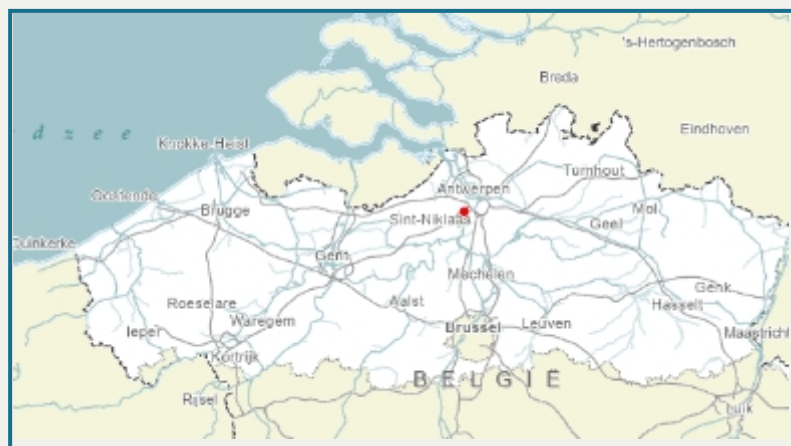 's-Hertogenbosch
Breda
Eindhoven
d z e e
Knokke-Heist
Turnhout
Antwerpen
Oostende
Brugge
Sint-Niklaas
Mol
Geel
Duinkerke
Gent
Mechelen
Genk
Roeselare
Aalst
Hasselt
Waregem
Ieper
Brussel
Leuven
Maastricht
Kortrijk
BELGIË
Rijsel
Luik